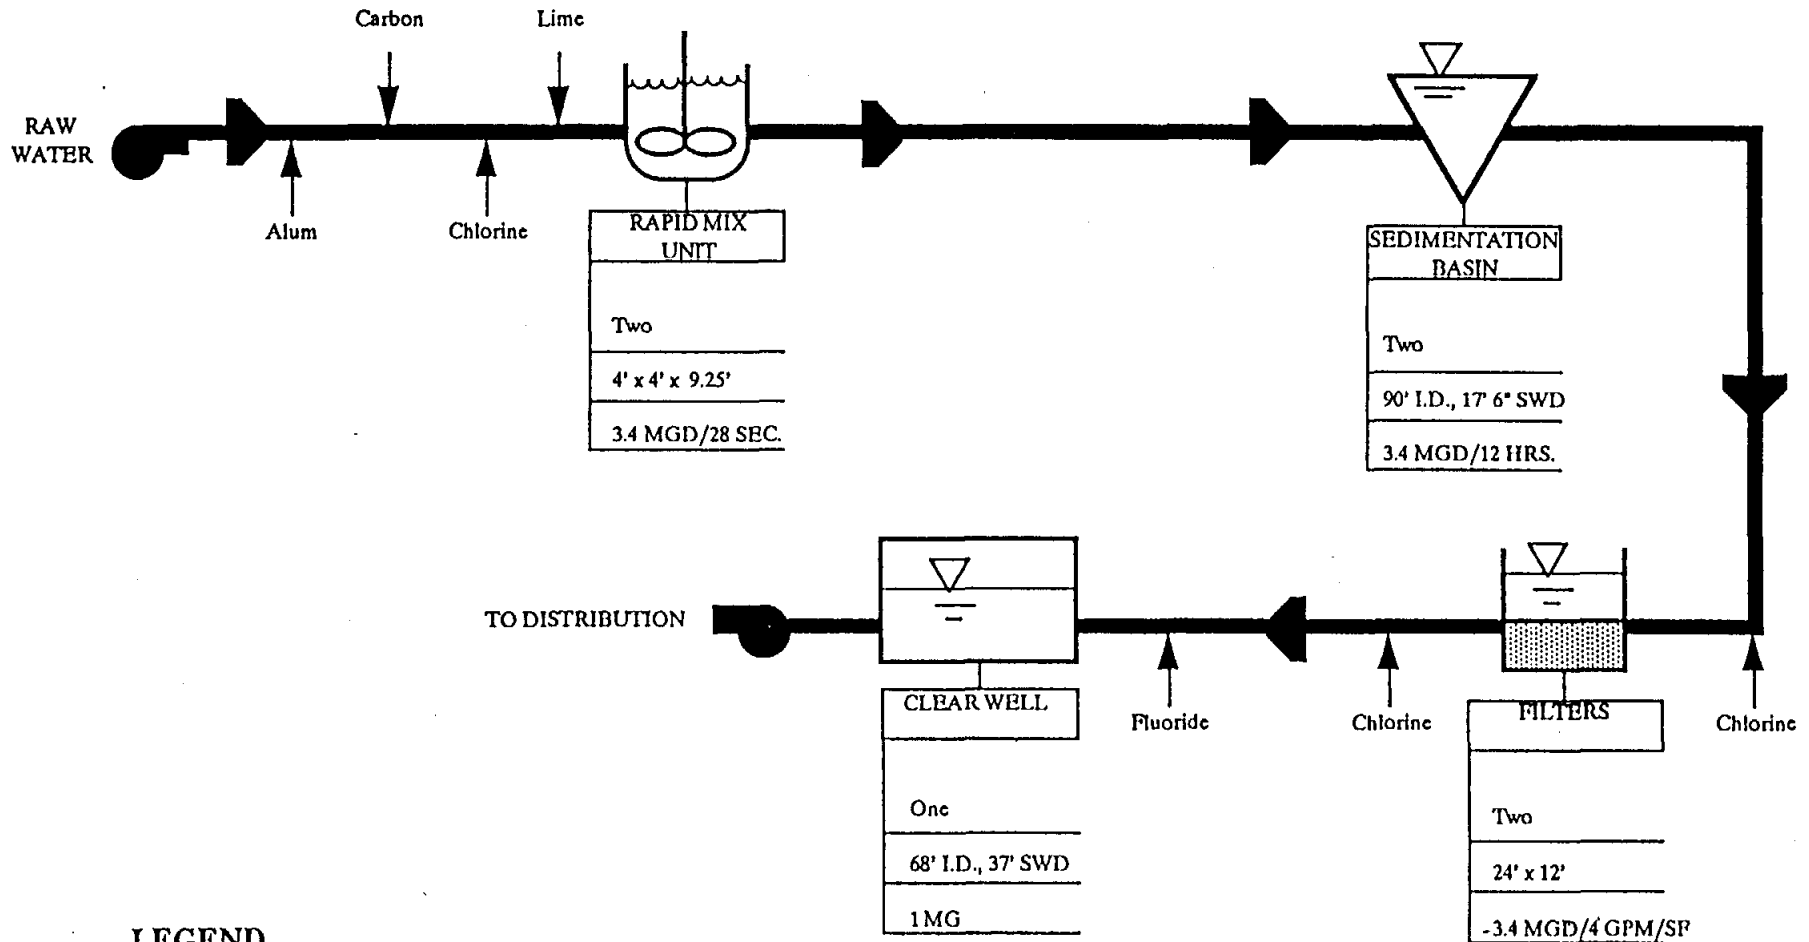 Carbon
Lime
RAW
WATER
Alum
Chlorine
RAPID MIX
UNIT
Two
4' x 4' x 9.25'
3.4 MGD/28 SEC.
SEDIMENTATION
BASIN
Two
90' I.D., 17' 6" SWD
3.4 MGD/12 HRS.
TO DISTRIBUTION
CLEAR WELL
One
68' I.D., 37' SWD
1 MG
Fluoride
Chlorine
FILTERS
Two
24' x 12'
-3.4 MGD/4 GPM/SF
Chlorine
LEGEND